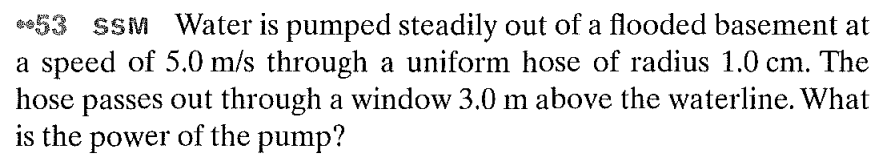 ••53 SSM Water is pumped steadily out of a flooded basement at
a speed of 5.0 m/s through a uniform hose of radius 1.0 cm. The
hose passes out through a window 3.0 m above the waterline. What
is the power of the pump?